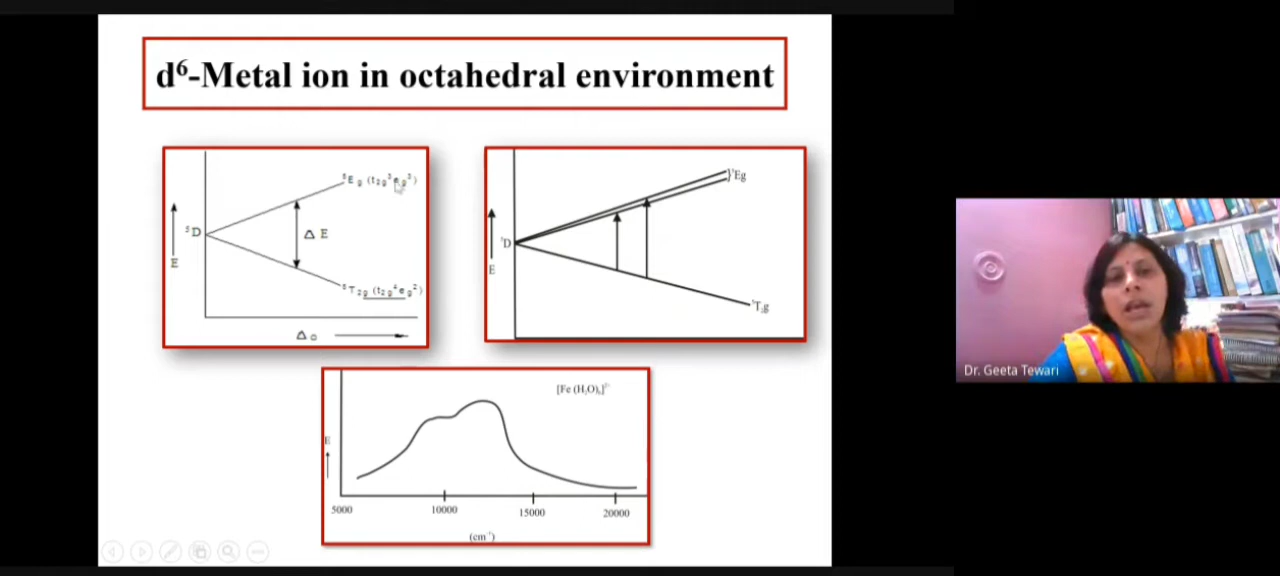 d⁶-Metal ion in octahedral environment
⁵E g (t₂g³eg³)
⁵D
Δ E
E
⁵T₂g (t₂g⁴eg²)
Δo
}⁵Eg
⁵D
E
⁵T₂g
[Fe (H₂O)₆]²⁺
E
5000
10000
15000
20000
(cm⁻¹)
Dr. Geeta Tewari